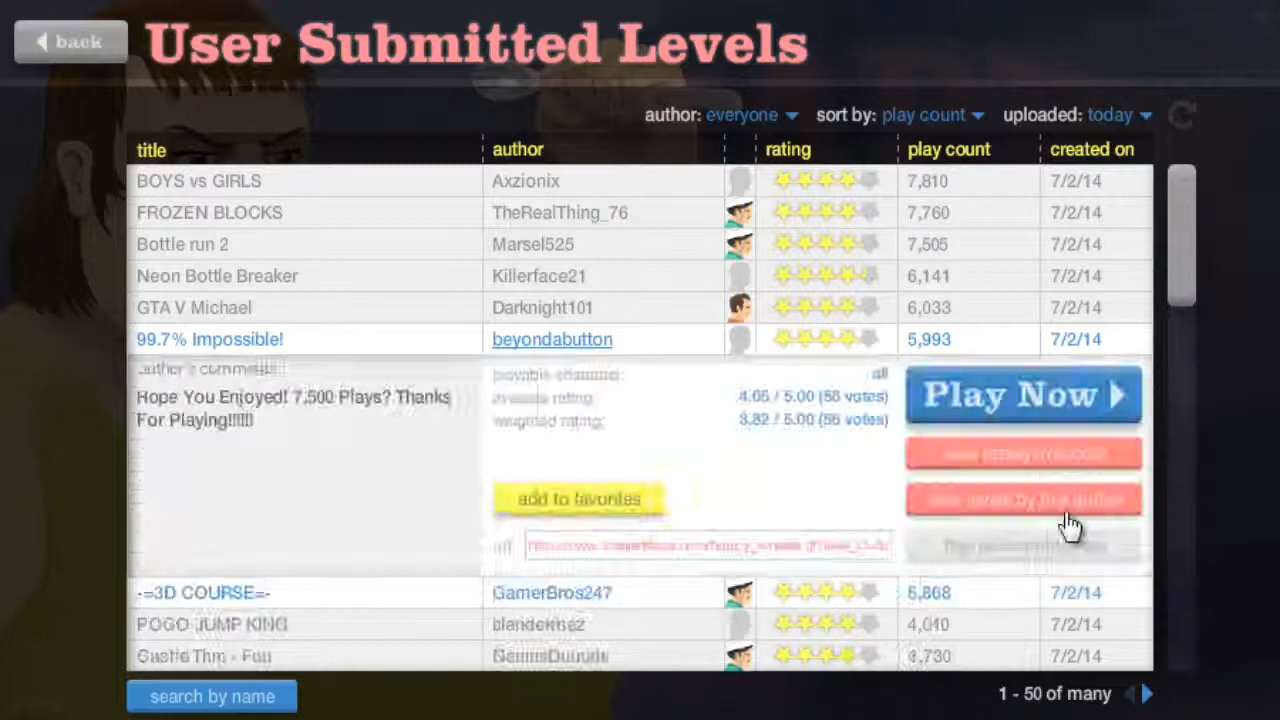 back
User Submitted Levels
author: everyone sort by: play count uploaded: today
title author rating play count created on
BOYS vs GIRLS Axzionix 7,810 7/2/14
FROZEN BLOCKS TheRealThing_76 7,760 7/2/14
Bottle run 2 Marsel525 7,505 7/2/14
Neon Bottle Breaker Killerface21 6,141 7/2/14
GTA V Michael Darknight101 6,033 7/2/14
99.7% Impossible! beyondabutton 5,993 7/2/14
author's comments:
Hope You Enjoyed! 7,500 Plays? Thanks
For Playing!!!!!!
all
4.05 / 5.00 (56 votes)
weighted rating: 3.82 / 5.00 (56 votes)
Play Now
add to favorites
-=3D COURSE=- GamerBros247 5,868 7/2/14
POGO JUMP KING 7/2/14
7/2/14
search by name
1 - 50 of many